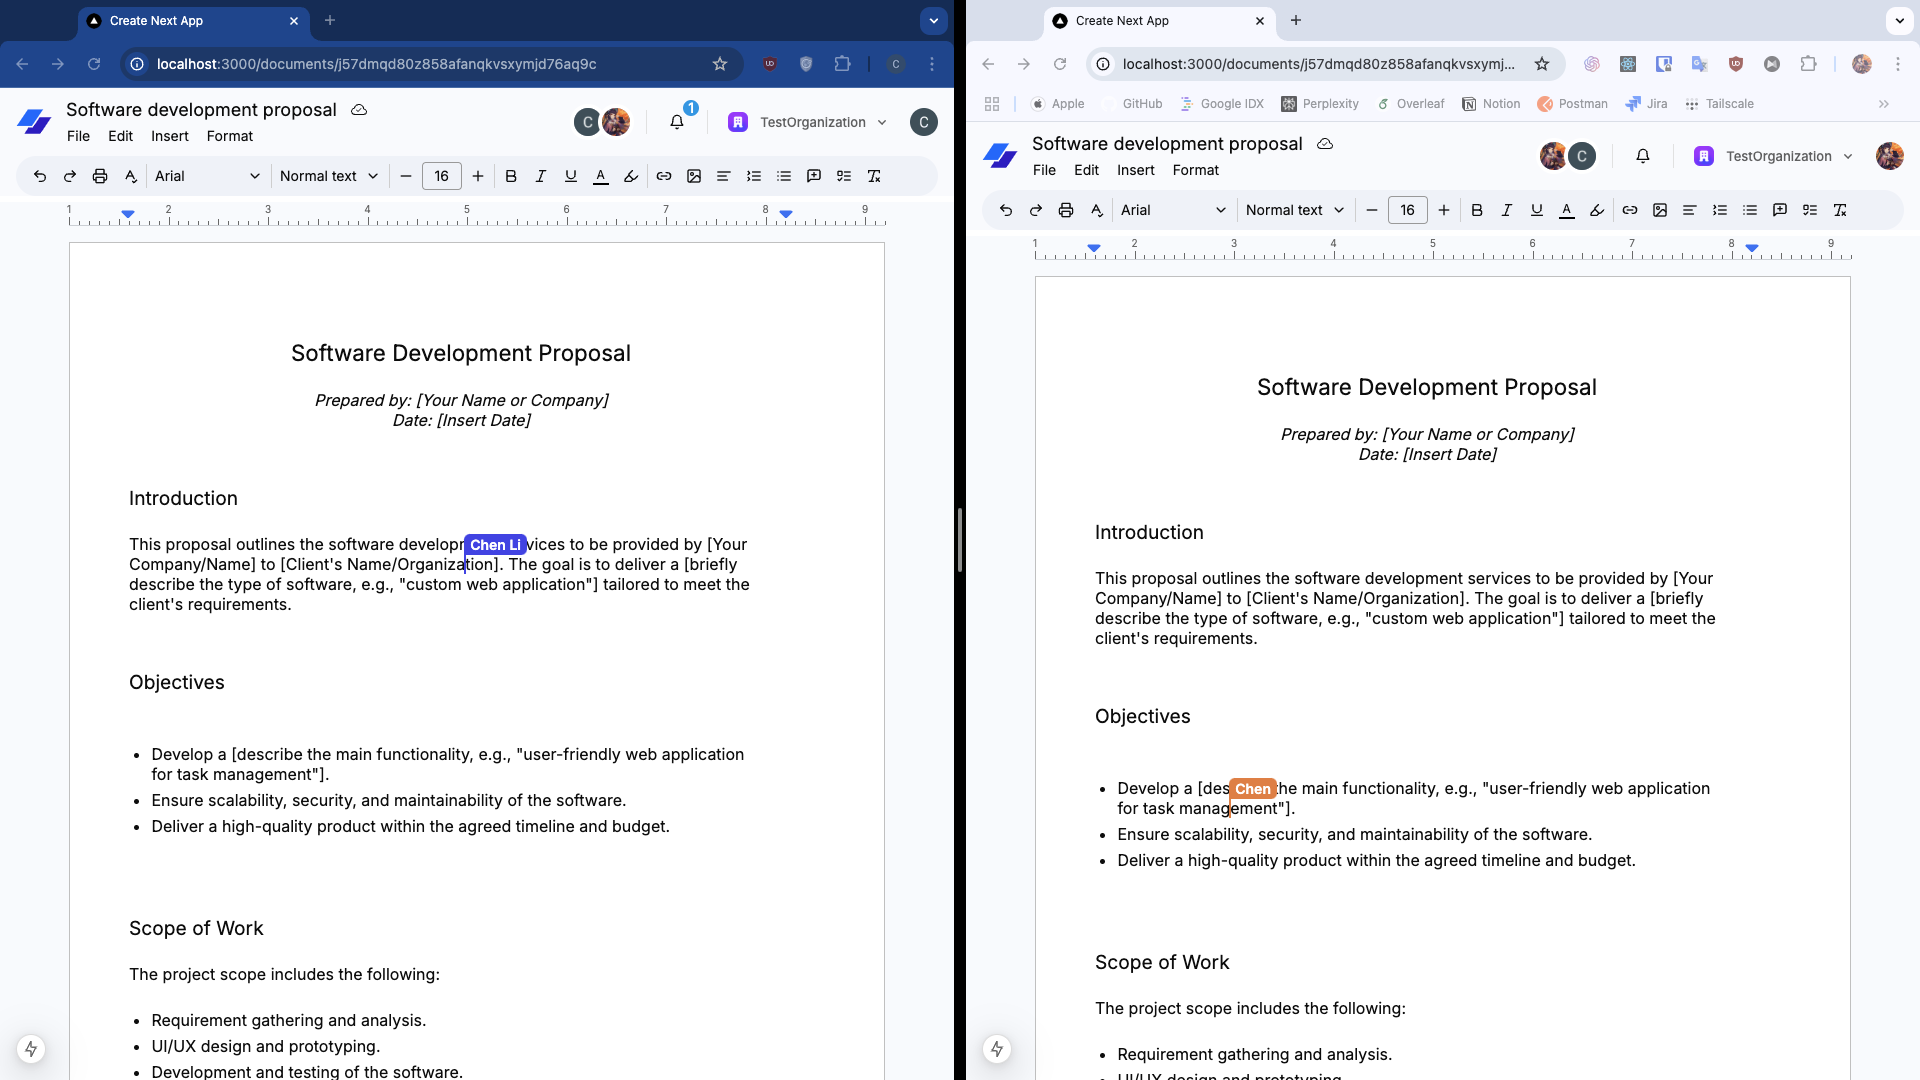 Create Next App
localhost:3000/documents/j57dmqd80z858afanqkvsxymjd76aq9c
C
Software development proposal
File Edit Insert Format
C
1
TestOrganization
C
Arial
Normal text
16
B I U A
1 2 3 4 5 6 7 8 9
Software Development Proposal
Prepared by: [Your Name or Company]
Date: [Insert Date]
Introduction
This proposal outlines the software developm Chen Li vices to be provided by [Your
Company/Name] to [Client's Name/Organization]. The goal is to deliver a [briefly
describe the type of software, e.g., "custom web application"] tailored to meet the
client's requirements.
Objectives
• Develop a [describe the main functionality, e.g., "user-friendly web application
for task management"].
• Ensure scalability, security, and maintainability of the software.
• Deliver a high-quality product within the agreed timeline and budget.
Scope of Work
The project scope includes the following:
• Requirement gathering and analysis.
• UI/UX design and prototyping.
• Development and testing of the software.
Create Next App
localhost:3000/documents/j57dmqd80z858afanqkvsxymj...
Apple GitHub Google IDX Perplexity Overleaf Notion Postman Jira Tailscale
Software development proposal
File Edit Insert Format
C
TestOrganization
Arial
Normal text
16
B I U A
1 2 3 4 5 6 7 8 9
Software Development Proposal
Prepared by: [Your Name or Company]
Date: [Insert Date]
Introduction
This proposal outlines the software development services to be provided by [Your
Company/Name] to [Client's Name/Organization]. The goal is to deliver a [briefly
describe the type of software, e.g., "custom web application"] tailored to meet the
client's requirements.
Objectives
• Develop a [des Chen the main functionality, e.g., "user-friendly web application
for task management"].
• Ensure scalability, security, and maintainability of the software.
• Deliver a high-quality product within the agreed timeline and budget.
Scope of Work
The project scope includes the following:
• Requirement gathering and analysis.
• UI/UX design and prototyping.